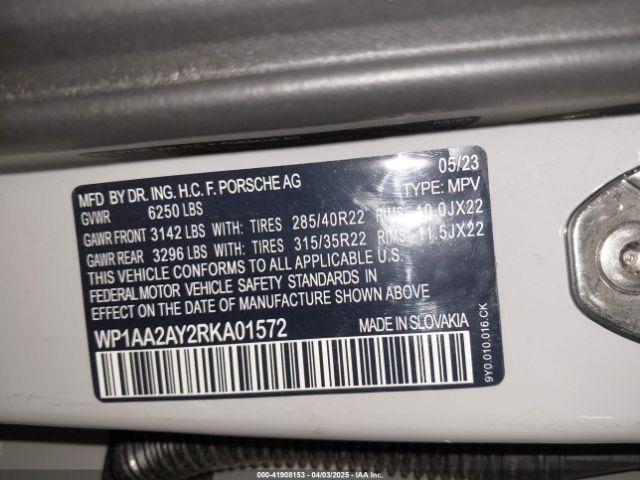 MFD BY DR. ING. H.C. F. PORSCHE AG 05/23
GVWR 6250 LBS TYPE: MPV
GAWR FRONT 3142 LBS WITH: TIRES 285/40R22 RIMS 10.0JX22
GAWR REAR 3296 LBS WITH: TIRES 315/35R22 RIMS 11.5JX22
THIS VEHICLE CONFORMS TO ALL APPLICABLE U.S.
FEDERAL MOTOR VEHICLE SAFETY STANDARDS IN
EFFECT ON THE DATE OF MANUFACTURE SHOWN ABOVE
WP1AA2AY2RKA01572 MADE IN SLOVAKIA
9Y0.010.016.CK
000-41908153 - 04/03/2025 - IAA Inc.